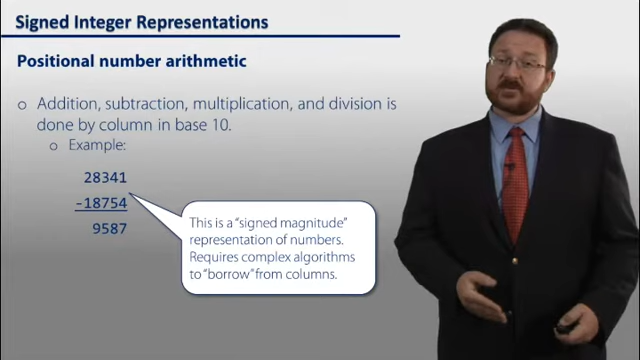 Signed Integer Representations
Positional number arithmetic
o Addition, subtraction, multiplication, and division is
done by column in base 10.
o Example:
28341
-18754
9587
This is a "signed magnitude"
representation of numbers.
Requires complex algorithms
to "borrow" from columns.